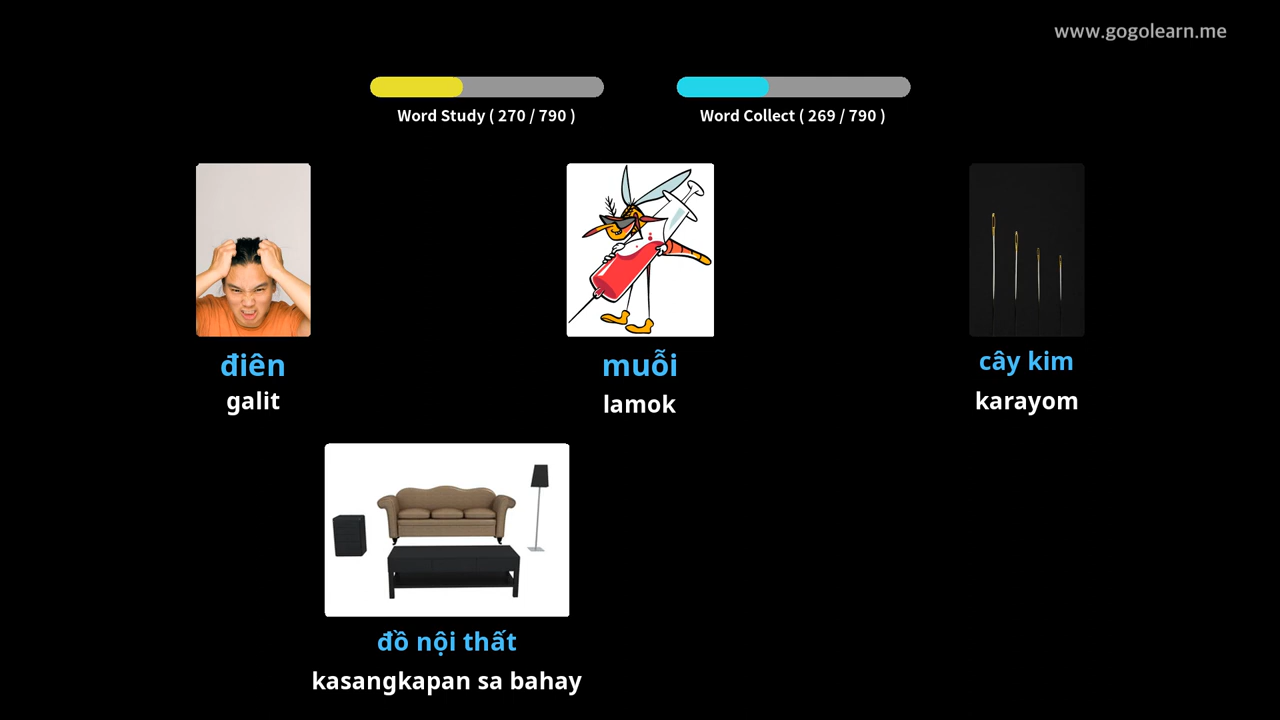 www.gogolearn.me
Word Study ( 270 / 790 )
Word Collect ( 269 / 790 )
điên
galit
muỗi
lamok
cây kim
karayom
đồ nội thất
kasangkapan sa bahay